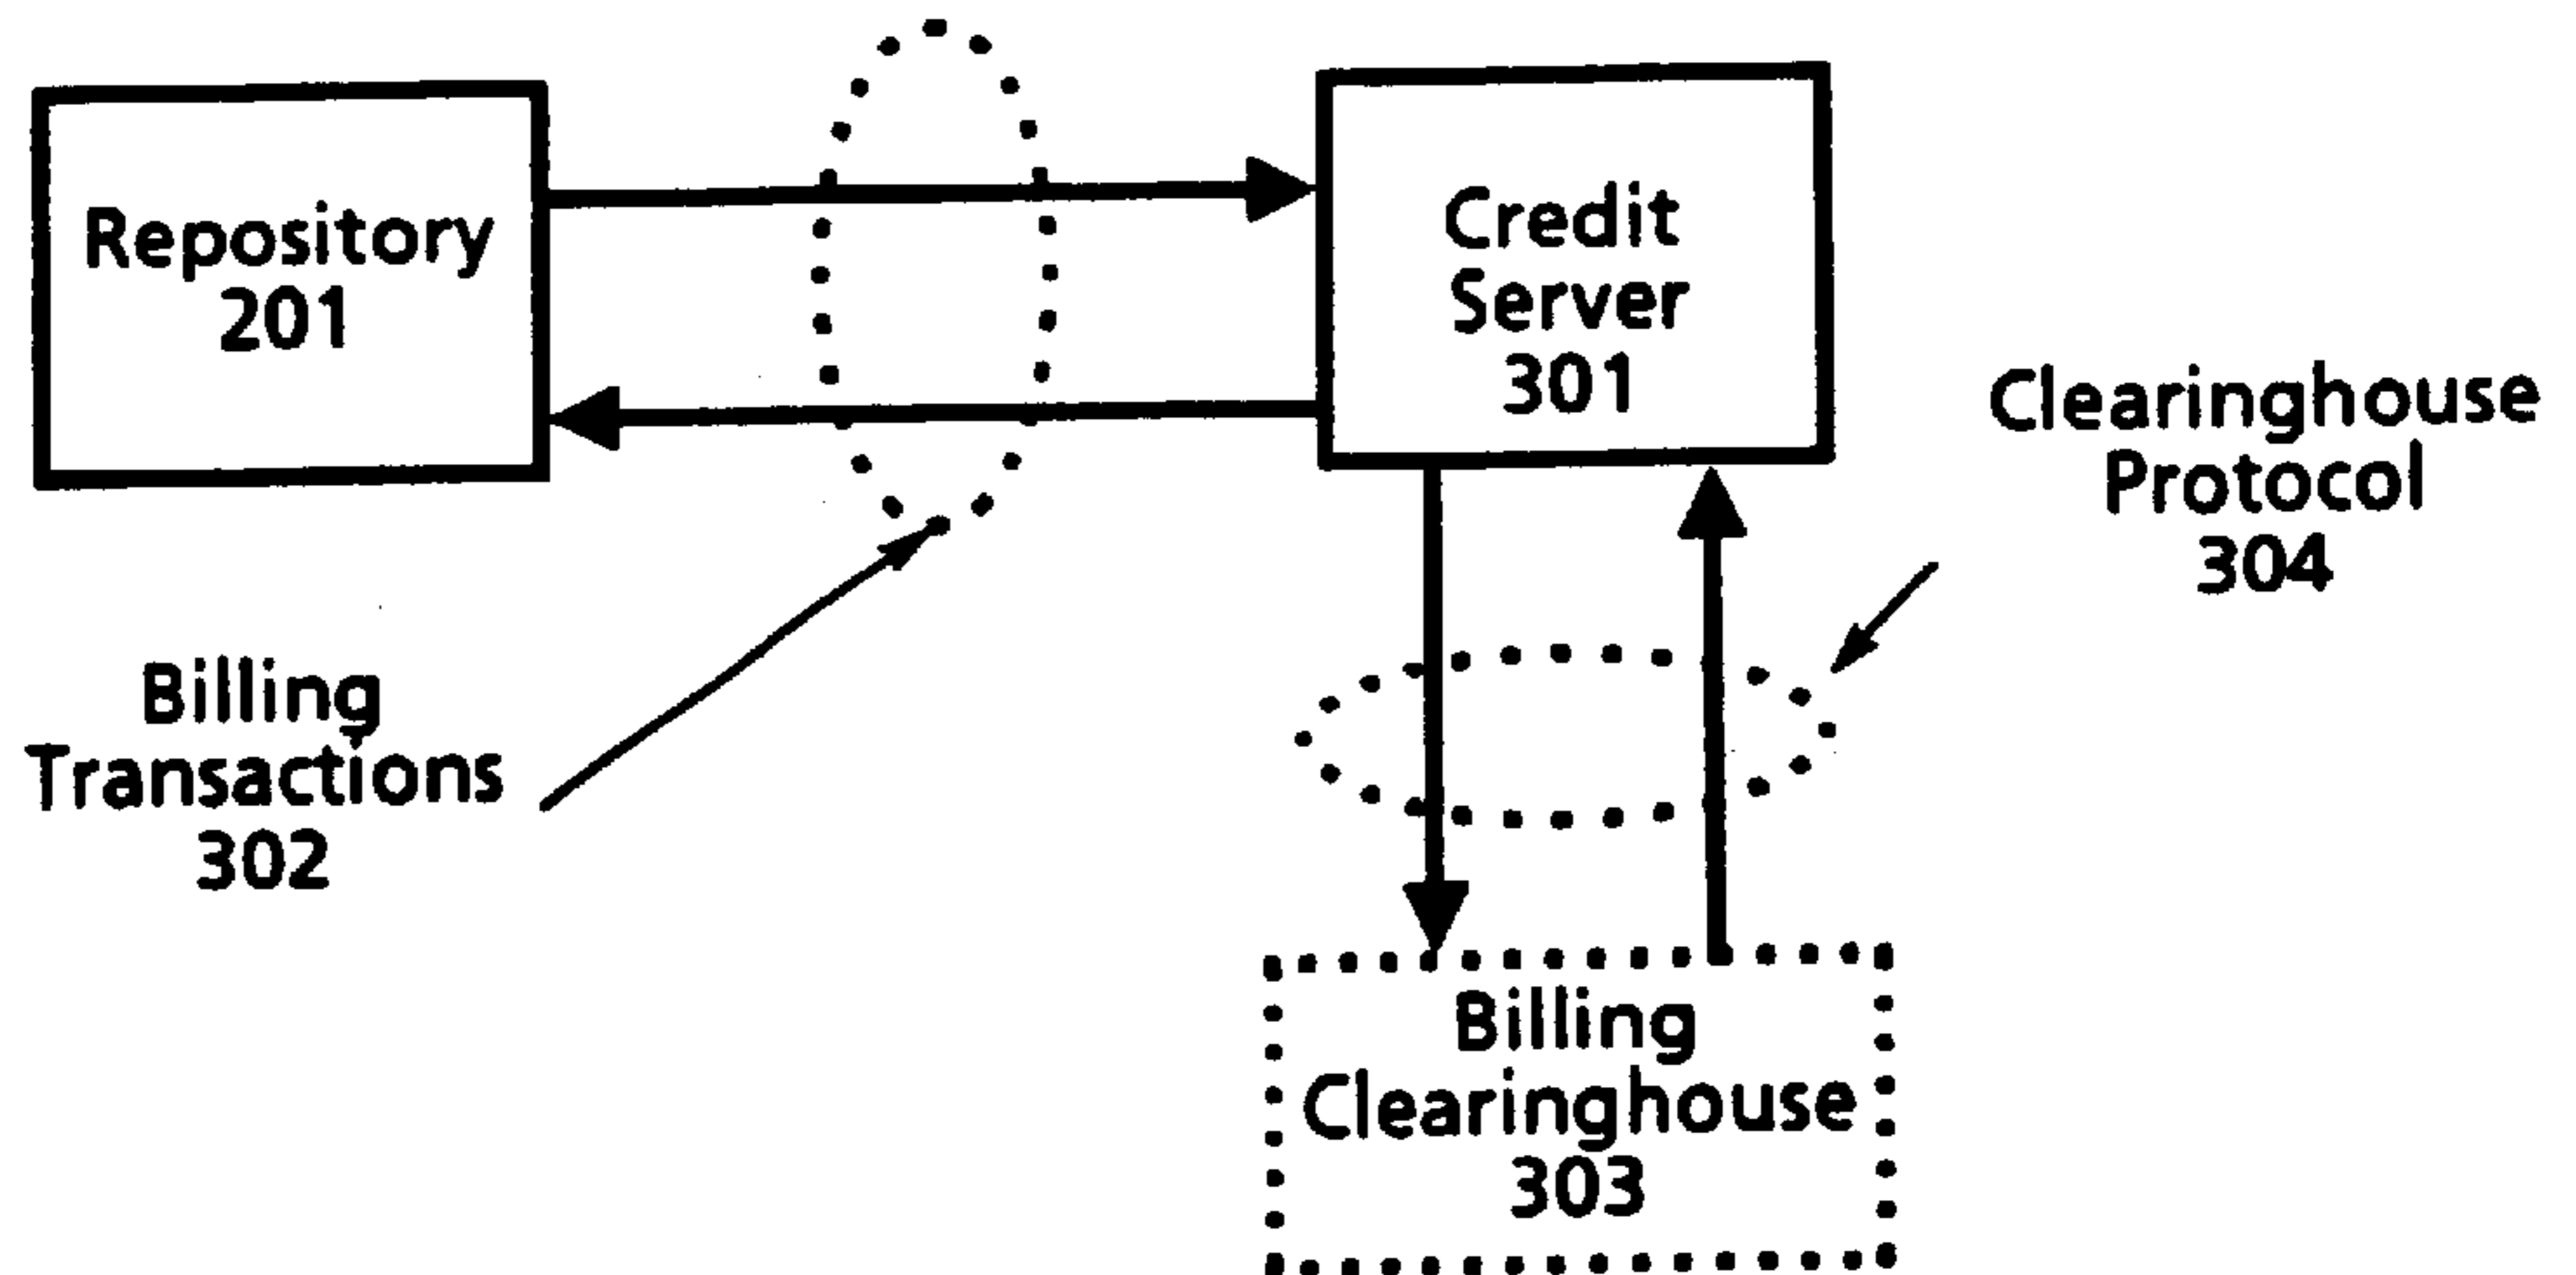 Repository
201
Credit
Server
301
Clearinghouse
Protocol
304
Billing
Transactions
302
Billing
Clearinghouse
303